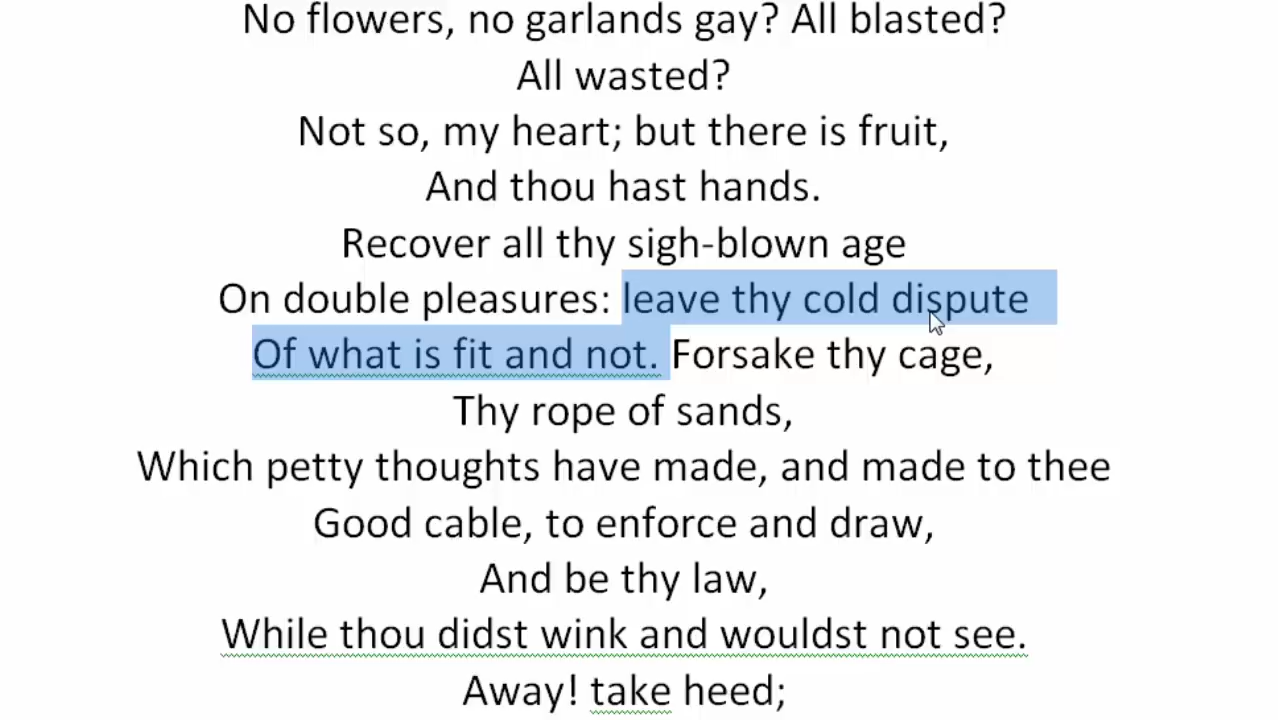 No flowers, no garlands gay? All blasted?
All wasted?
Not so, my heart; but there is fruit,
And thou hast hands.
Recover all thy sigh-blown age
On double pleasures: leave thy cold dispute
Of what is fit and not. Forsake thy cage,
Thy rope of sands,
Which petty thoughts have made, and made to thee
Good cable, to enforce and draw,
And be thy law,
While thou didst wink and wouldst not see.
Away! take heed;